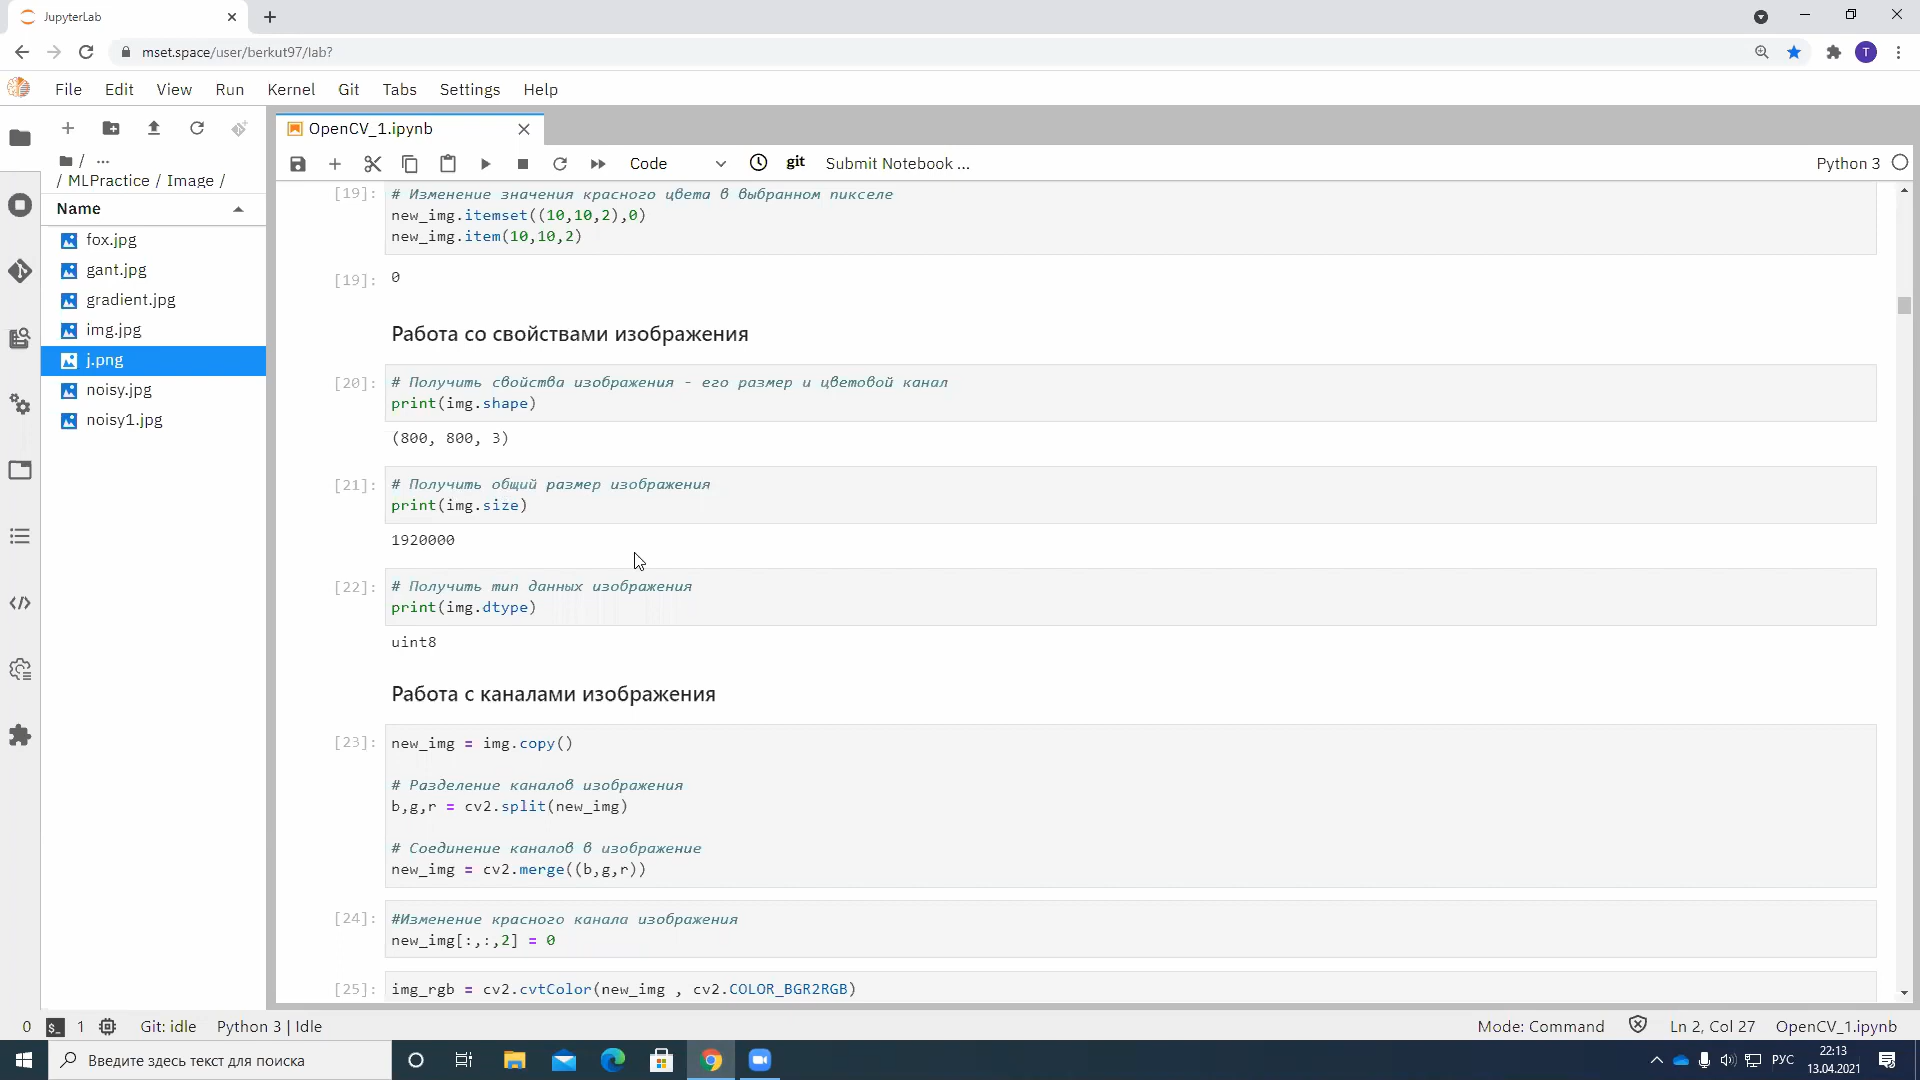 JupyterLab
mset.space/user/berkut97/lab?
T
File Edit View Run Kernel Git Tabs Settings Help
OpenCV_1.ipynb
Code git Submit Notebook ... Python 3
/ ...
/ MLPractice / Image /
Name
fox.jpg
gant.jpg
gradient.jpg
img.jpg
j.png
noisy.jpg
noisy1.jpg
[19]: # Изменение значения красного цвета в выбранном пикселе
new_img.itemset((10,10,2),0)
new_img.item(10,10,2)
[19]: 0
Работа со свойствами изображения
[20]: # Получить свойства изображения - его размер и цветовой канал
print(img.shape)
(800, 800, 3)
[21]: # Получить общий размер изображения
print(img.size)
1920000
[22]: # Получить тип данных изображения
print(img.dtype)
uint8
Работа с каналами изображения
[23]: new_img = img.copy()
# Разделение каналов изображения
b,g,r = cv2.split(new_img)
# Соединение каналов в изображение
new_img = cv2.merge((b,g,r))
[24]: #Изменение красного канала изображения
new_img[:,:,2] = 0
[25]: img_rgb = cv2.cvtColor(new_img , cv2.COLOR_BGR2RGB)
0 $_ 1 Git: idle Python 3 | Idle Mode: Command Ln 2, Col 27 OpenCV_1.ipynb
Введите здесь текст для поиска
РУС
22:13
13.04.2021